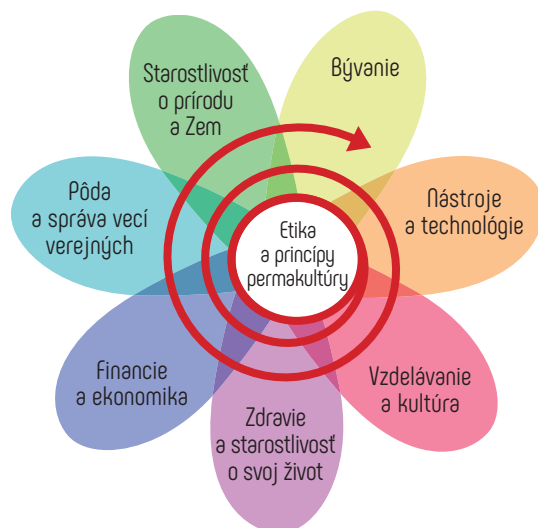 Starostlivosť
o prírodu
a Zem
Bývanie
Nástroje
a technológie
Vzdelávanie
a kultúra
Zdravie
a starostlivosť
o svoj život
Financie
a ekonomika
Pôda
a správa vecí
verejných
Etika
a princípy
permakultúry